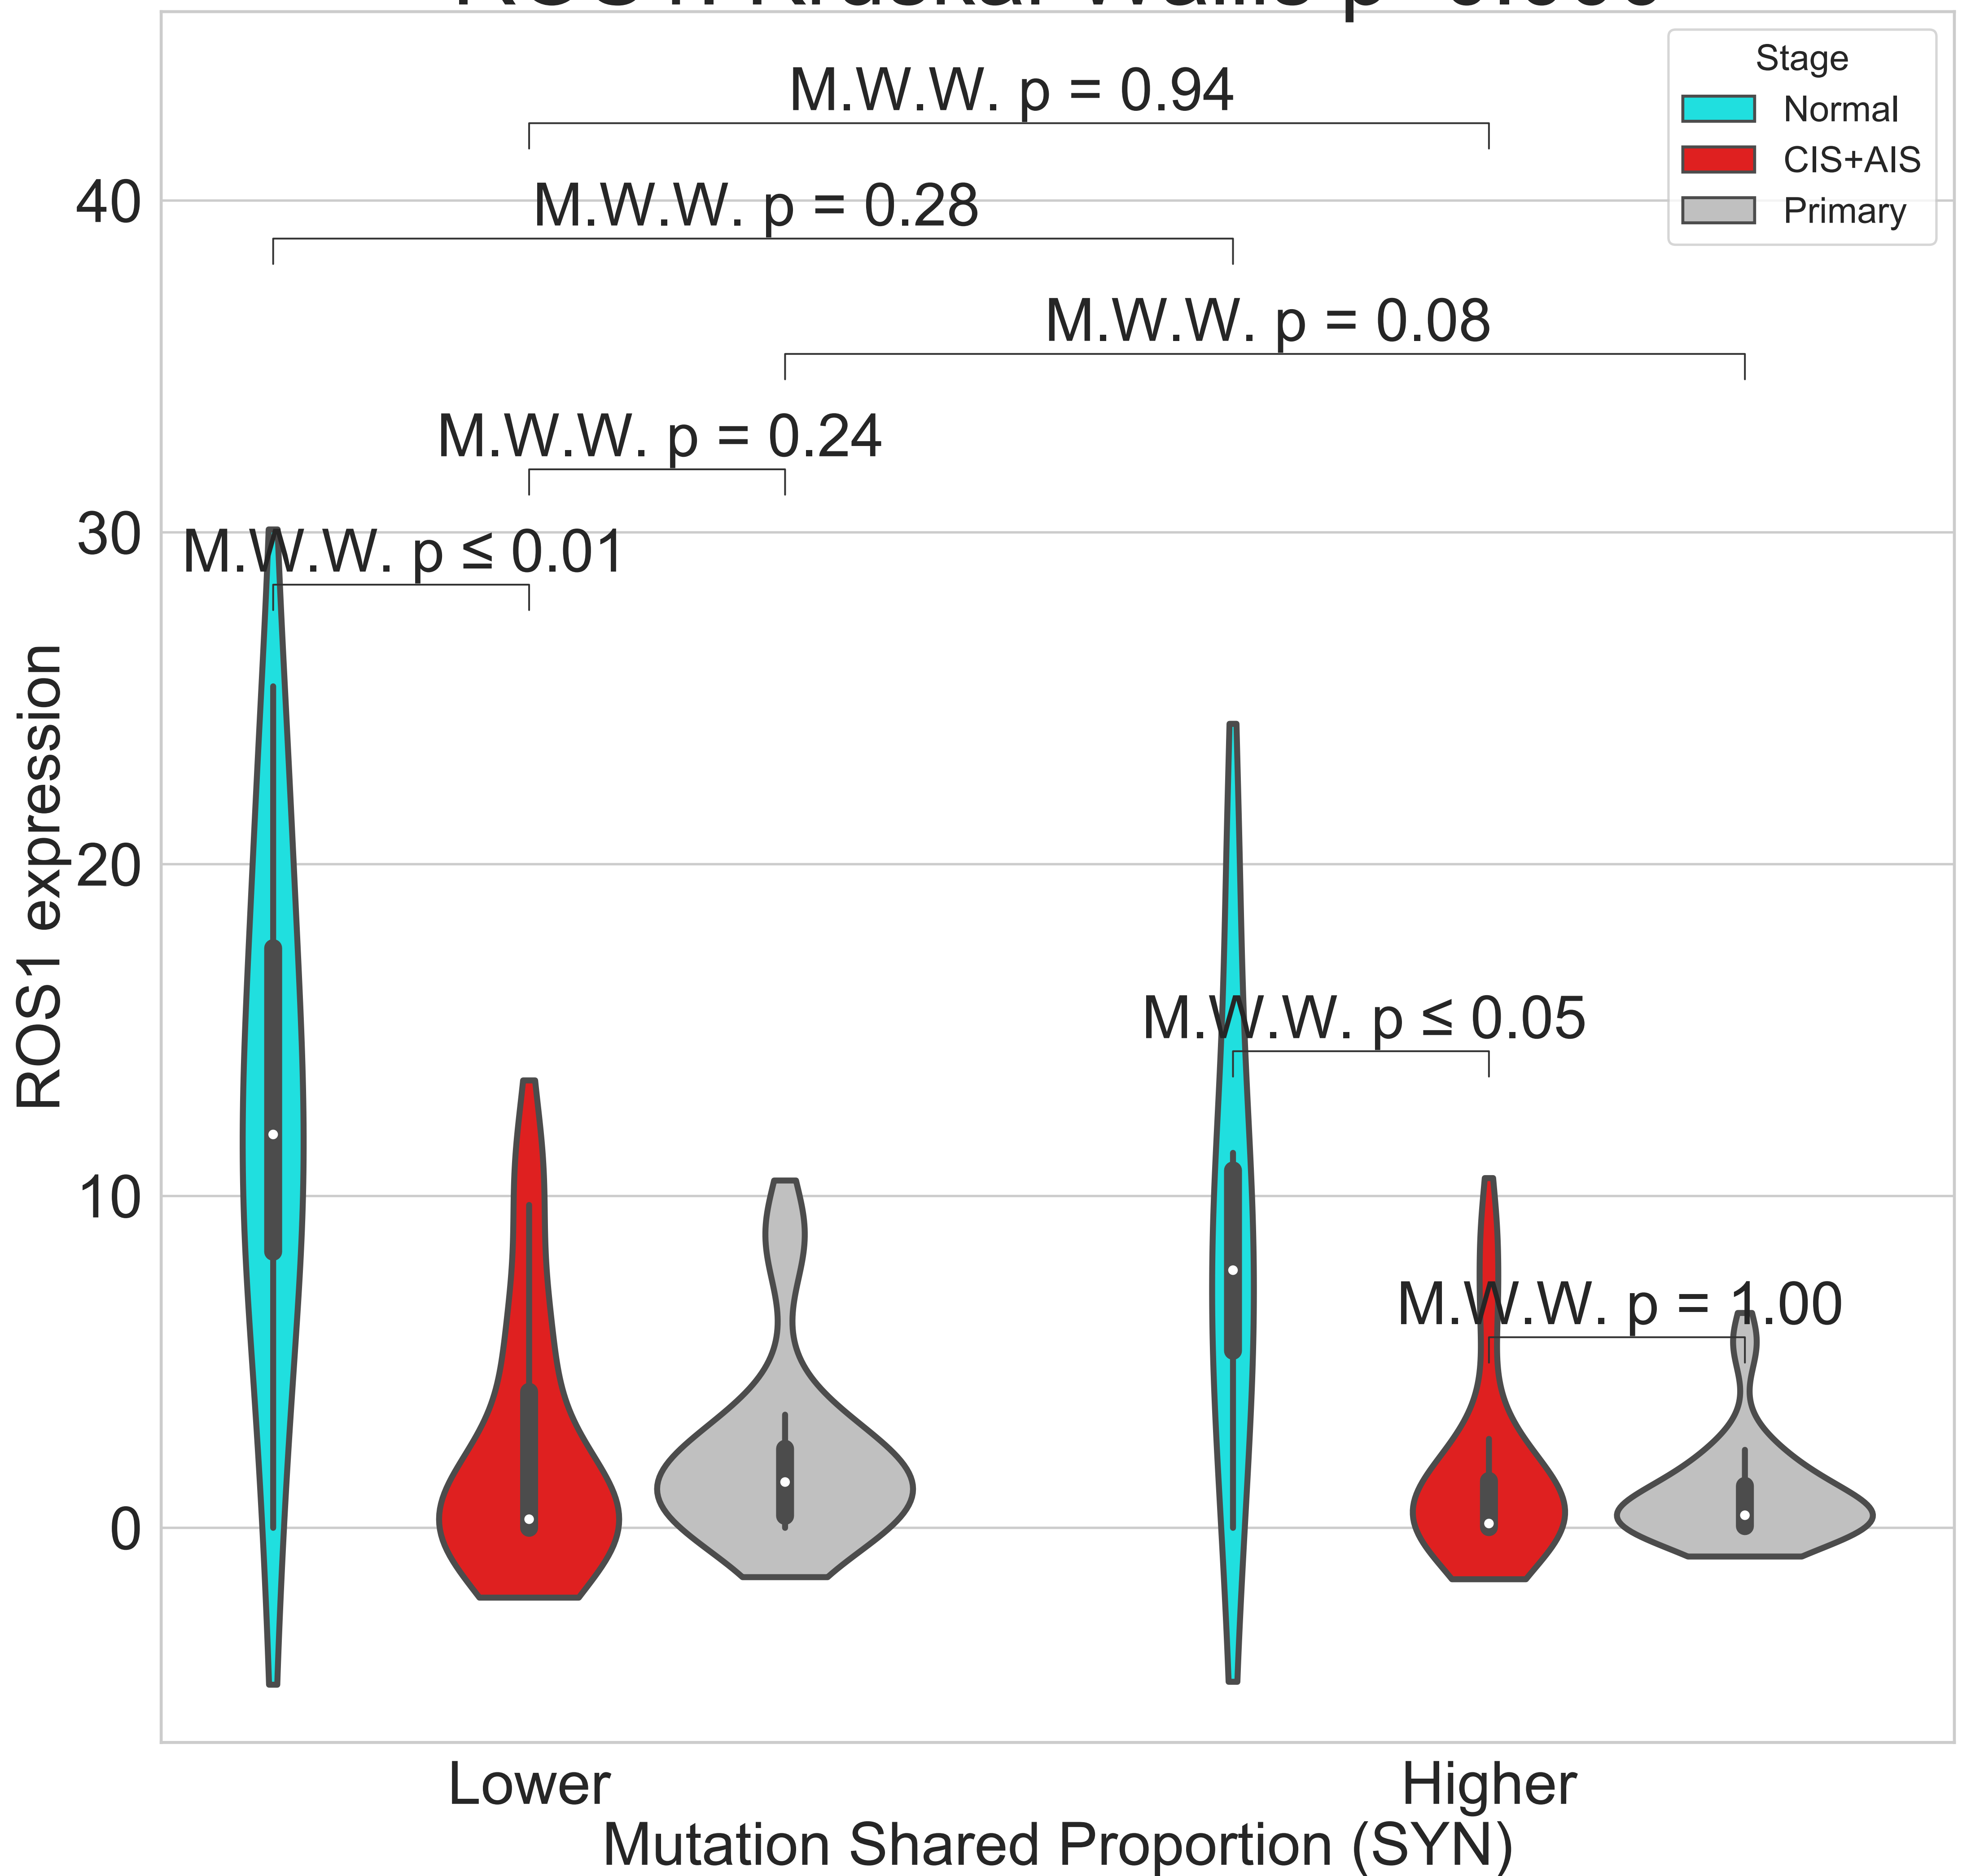 Stage
Normal
CIS+AIS
Primary
M.W.W. p = 0.94
M.W.W. p = 0.28
M.W.W. p = 0.08
M.W.W. p = 0.24
M.W.W. p ≤ 0.01
M.W.W. p ≤ 0.05
M.W.W. p = 1.00
ROS1 expression
40
30
20
10
0
Lower
Higher
Mutation Shared Proportion (SYN)